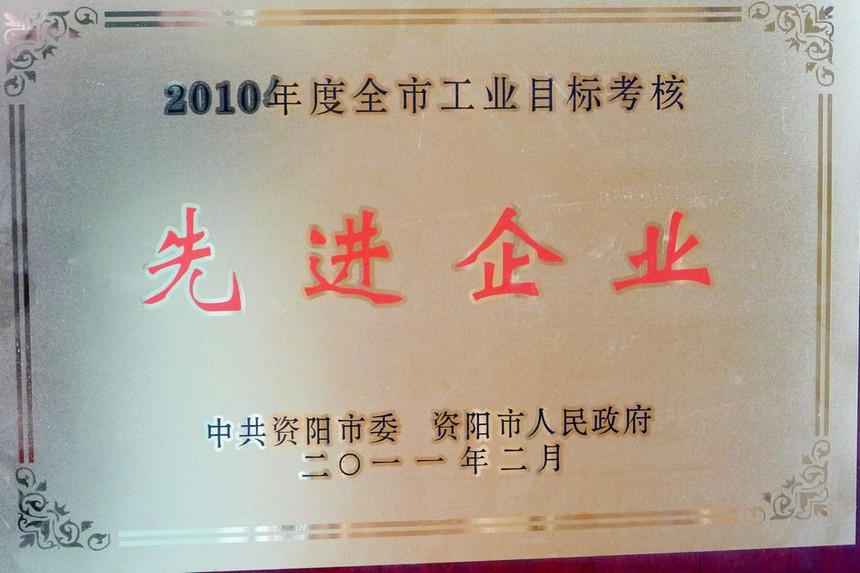 2010年度全市工业目标考核
先进企业
中共资阳市委 资阳市人民政府
二〇一一年二月